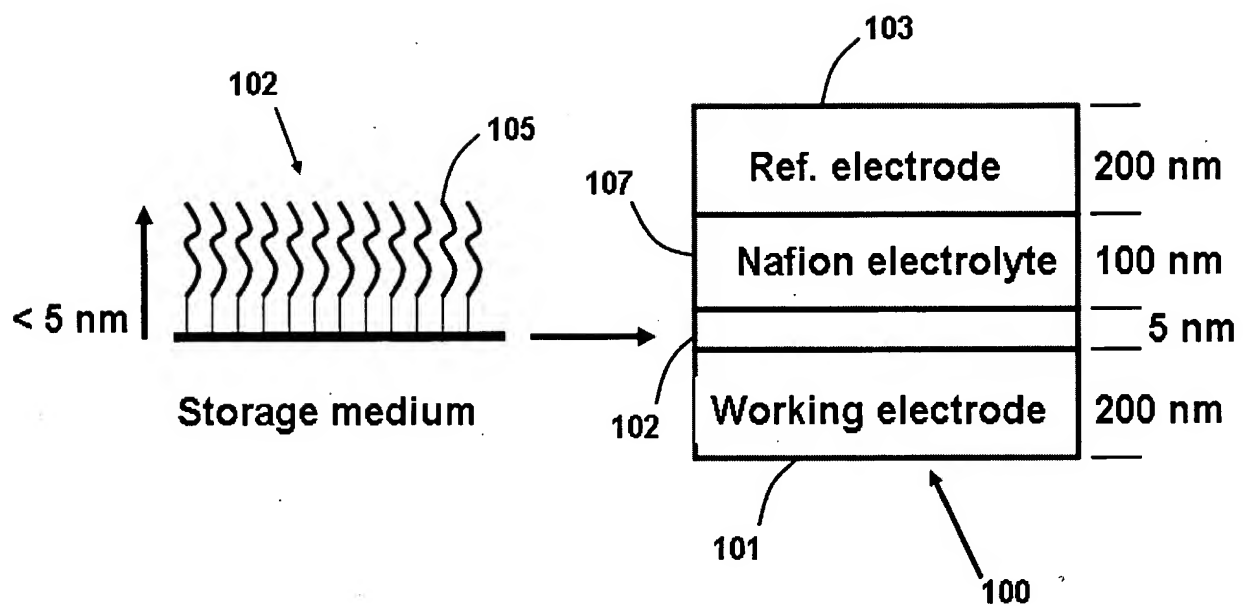 103
102
105
Ref. electrode
200 nm
107
Nafion electrolyte
100 nm
< 5 nm
5 nm
Storage medium
102
Working electrode
200 nm
101
100